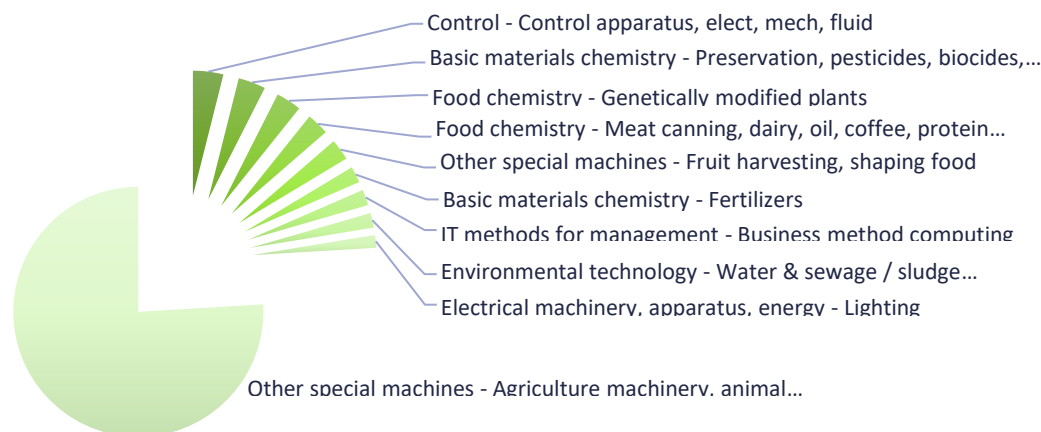 Control - Control apparatus, elect, mech, fluid
Basic materials chemistry - Preservation, pesticides, biocides,…
Food chemistry - Genetically modified plants
Food chemistry - Meat canning, dairy, oil, coffee, protein…
Other special machines - Fruit harvesting, shaping food
Basic materials chemistry - Fertilizers
IT methods for management - Business method computing
Environmental technology - Water & sewage / sludge…
Electrical machinery, apparatus, energy - Lighting
Other special machines - Agriculture machinery, animal…